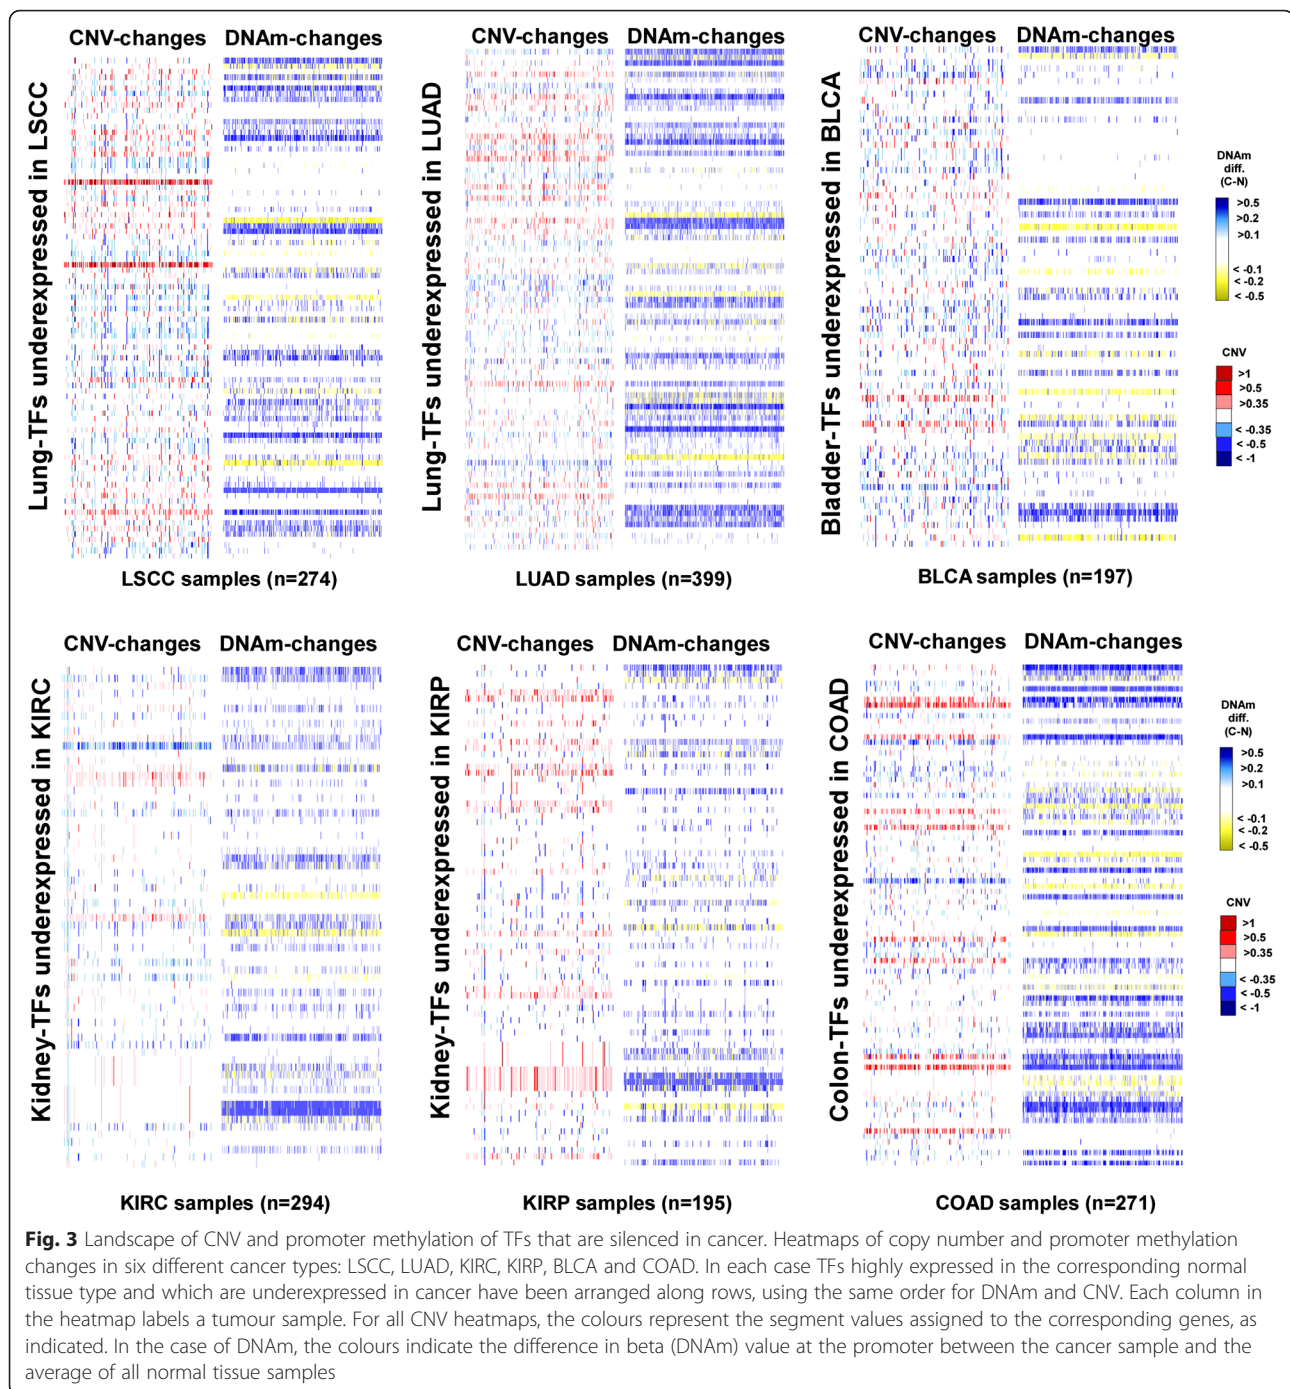 CNV-changes DNAm-changes
Lung-TFs underexpressed in LSCC
LSCC samples (n=274)
CNV-changes DNAm-changes
Lung-TFs underexpressed in LUAD
LUAD samples (n=399)
CNV-changes DNAm-changes
Bladder-TFs underexpressed in BLCA
BLCA samples (n=197)
DNAm
diff.
(C-N)
>0.5
>0.2
>0.1
< -0.1
< -0.2
< -0.5
CNV
>1
>0.5
>0.35
< -0.35
< -0.5
< -1
CNV-changes DNAm-changes
Kidney-TFs underexpressed in KIRC
KIRC samples (n=294)
CNV-changes DNAm-changes
Kidney-TFs underexpressed in KIRP
KIRP samples (n=195)
CNV-changes DNAm-changes
Colon-TFs underexpressed in COAD
COAD samples (n=271)
DNAm
diff.
(C-N)
>0.5
>0.2
>0.1
< -0.1
< -0.2
< -0.5
CNV
>1
>0.5
>0.35
< -0.35
< -0.5
< -1
Fig. 3 Landscape of CNV and promoter methylation of TFs that are silenced in cancer. Heatmaps of copy number and promoter methylation
changes in six different cancer types: LSCC, LUAD, KIRC, KIRP, BLCA and COAD. In each case TFs highly expressed in the corresponding normal
tissue type and which are underexpressed in cancer have been arranged along rows, using the same order for DNAm and CNV. Each column in
the heatmap labels a tumour sample. For all CNV heatmaps, the colours represent the segment values assigned to the corresponding genes, as
indicated. In the case of DNAm, the colours indicate the difference in beta (DNAm) value at the promoter between the cancer sample and the
average of all normal tissue samples